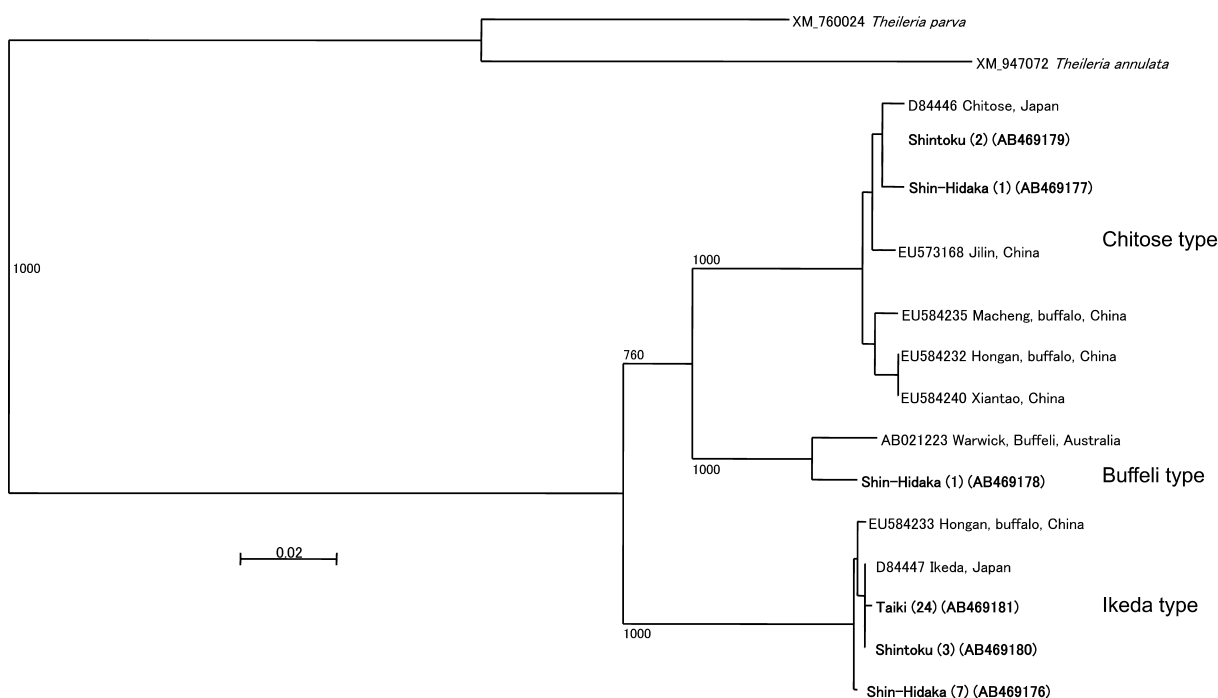 XM_760024 Theileria parva
XM_947072 Theileria annulata
D84446 Chitose, Japan
Shintoku (2) (AB469179)
Shin-Hidaka (1) (AB469177)
Chitose type
EU573168 Jilin, China
1000
1000
EU584235 Macheng, buffalo, China
760
EU584232 Hongan, buffalo, China
EU584240 Xiantao, China
AB021223 Warwick, Buffeli, Australia
1000
Buffeli type
Shin-Hidaka (1) (AB469178)
EU584233 Hongan, buffalo, China
0.02
D84447 Ikeda, Japan
Taiki (24) (AB469181)
Ikeda type
1000
Shintoku (3) (AB469180)
Shin-Hidaka (7) (AB469176)